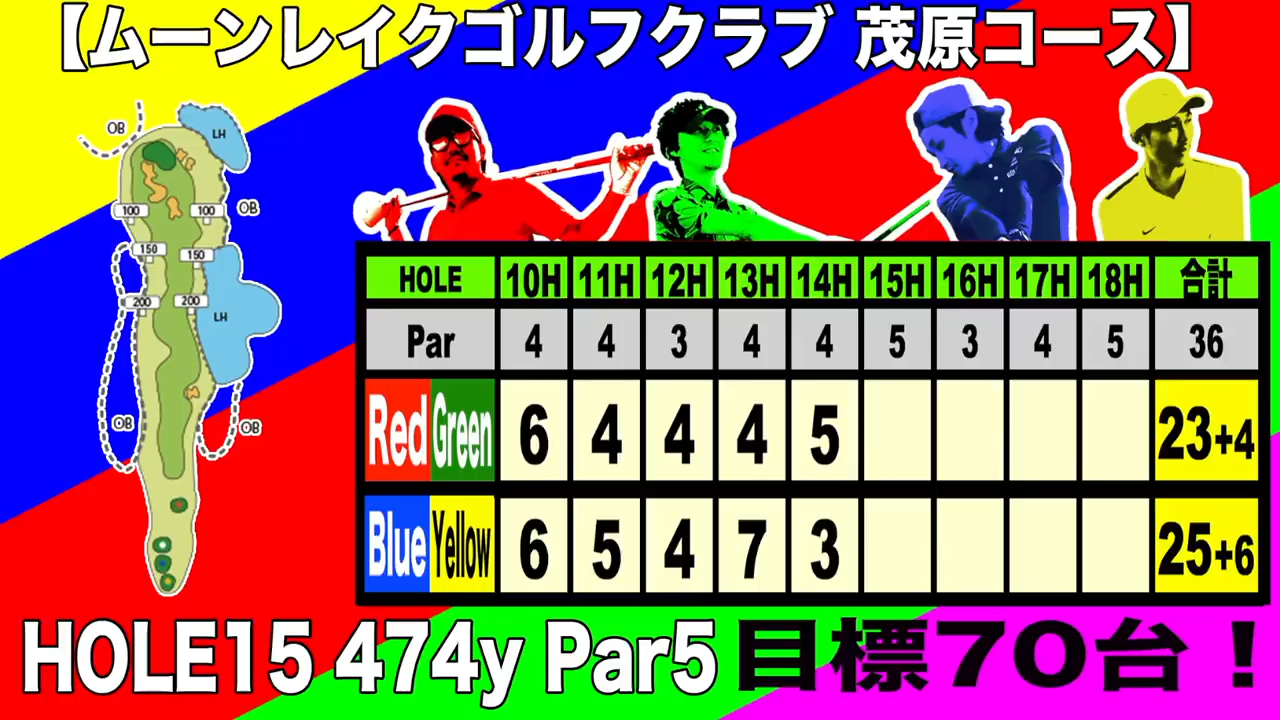 【ムーンレイクゴルフクラブ 茂原コース】
OB
LH
100 100 OB
150 150
200 200
LH
OB OB
HOLE 10H 11H 12H 13H 14H 15H 16H 17H 18H 合計
Par 4 4 3 4 4 5 3 4 5 36
Red Green 6 4 4 4 5 23+4
Blue Yellow 6 5 4 7 3 25+6
HOLE15 474y Par5 目標70台！